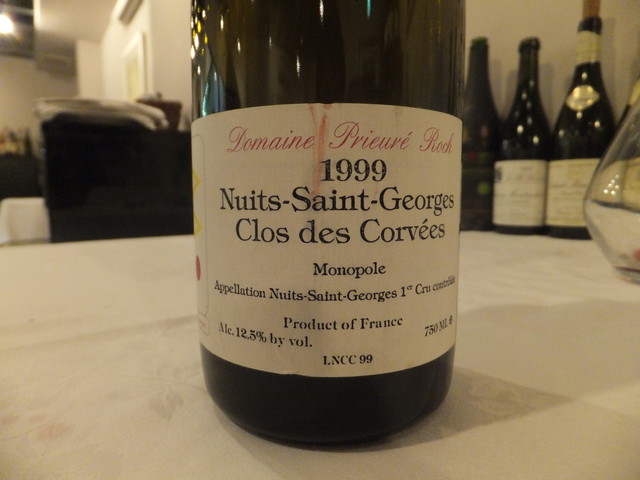 Domaine Prieuré Roch
1999
Nuits-Saint-Georges
Clos des Corvées
Monopole
Appellation Nuits-Saint-Georges 1er Cru contrôlée
Product of France
Alc. 12,5% by vol.
750 ML e
LNCC 99